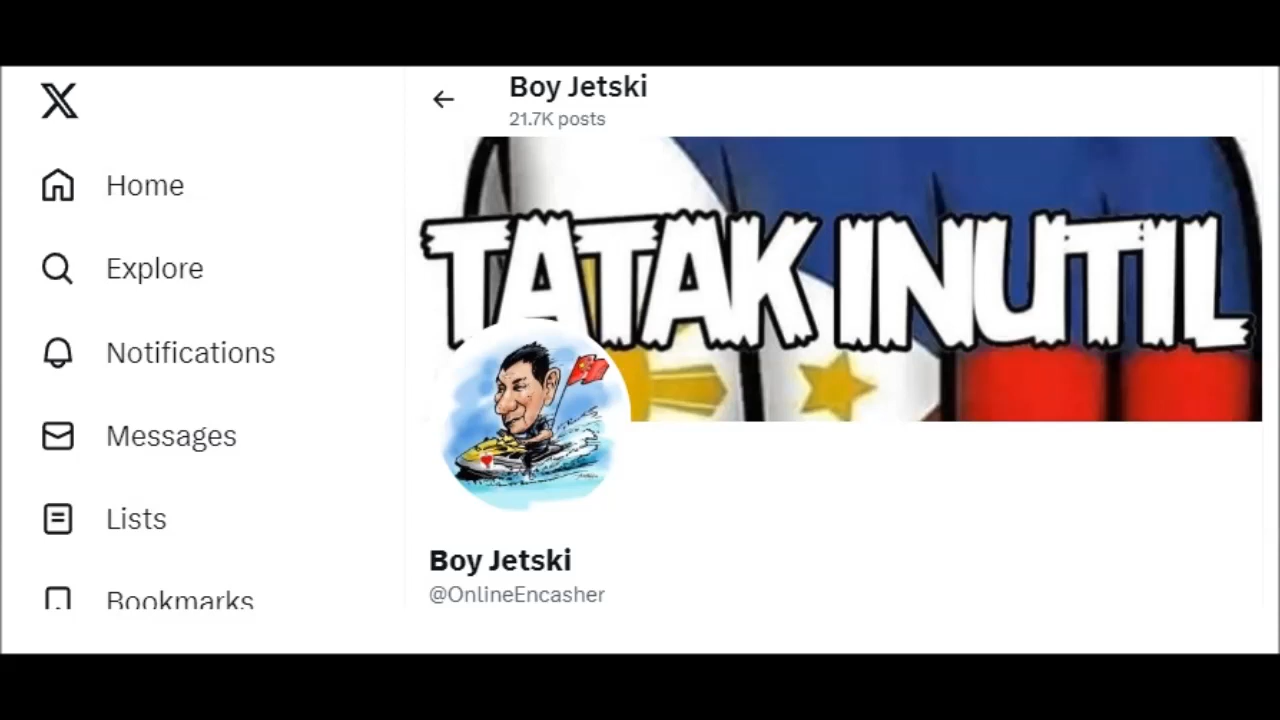 Boy Jetski
21.7K posts
Home
Explore
Notifications
Messages
Lists
Bookmarks
TATAK INUTIL
Boy Jetski
@OnlineEncasher